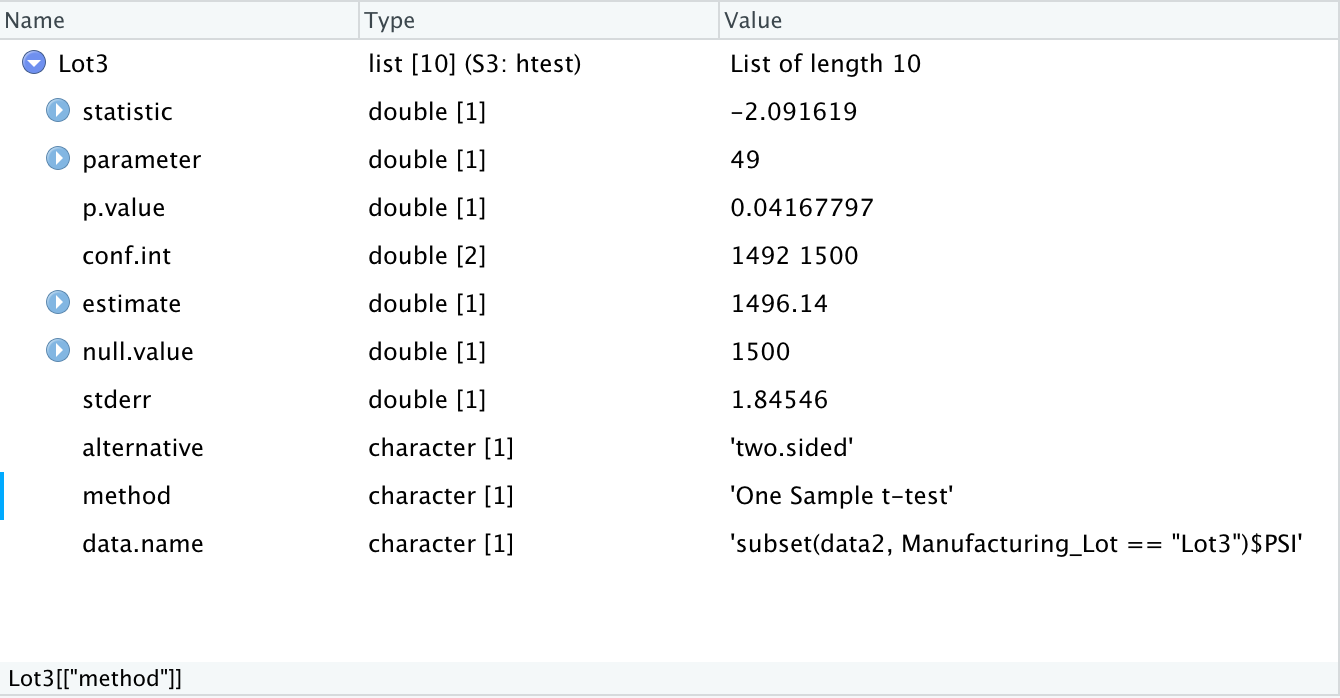 Name Type Value
Lot3 list [10] (S3: htest) List of length 10
statistic double [1] -2.091619
parameter double [1] 49
p.value double [1] 0.04167797
conf.int double [2] 1492 1500
estimate double [1] 1496.14
null.value double [1] 1500
stderr double [1] 1.84546
alternative character [1] 'two.sided'
method character [1] 'One Sample t-test'
data.name character [1] 'subset(data2, Manufacturing_Lot == "Lot3")$PSI'
Lot3[["method"]]